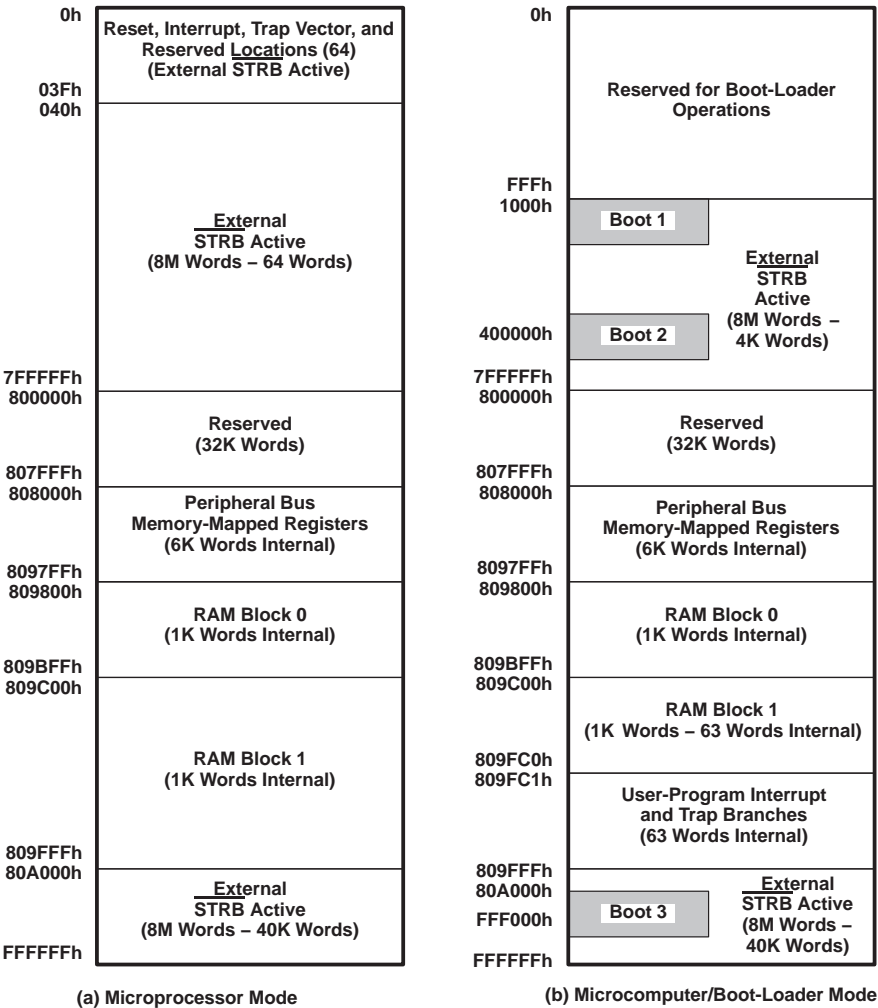 0h
Reset, Interrupt, Trap Vector, and
Reserved Locations (64)
(External STRB Active)
03Fh
040h
External
STRB Active
(8M Words – 64 Words)
7FFFFFh
800000h
Reserved
(32K Words)
807FFFh
808000h
Peripheral Bus
Memory-Mapped Registers
(6K Words Internal)
8097FFh
809800h
RAM Block 0
(1K Words Internal)
809BFFh
809C00h
RAM Block 1
(1K Words Internal)
809FFFh
80A000h
External
STRB Active
(8M Words – 40K Words)
FFFFFFh
(a) Microprocessor Mode
0h
Reserved for Boot-Loader
Operations
FFFh
1000h
Boot 1
External
STRB
Active
(8M Words –
4K Words)
400000h
Boot 2
7FFFFFh
800000h
Reserved
(32K Words)
807FFFh
808000h
Peripheral Bus
Memory-Mapped Registers
(6K Words Internal)
8097FFh
809800h
RAM Block 0
(1K Words Internal)
809BFFh
809C00h
RAM Block 1
(1K Words – 63 Words Internal)
809FC0h
809FC1h
User-Program Interrupt
and Trap Branches
(63 Words Internal)
809FFFh
80A000h
Boot 3
FFF000h
External
STRB Active
(8M Words –
40K Words)
FFFFFFh
(b) Microcomputer/Boot-Loader Mode